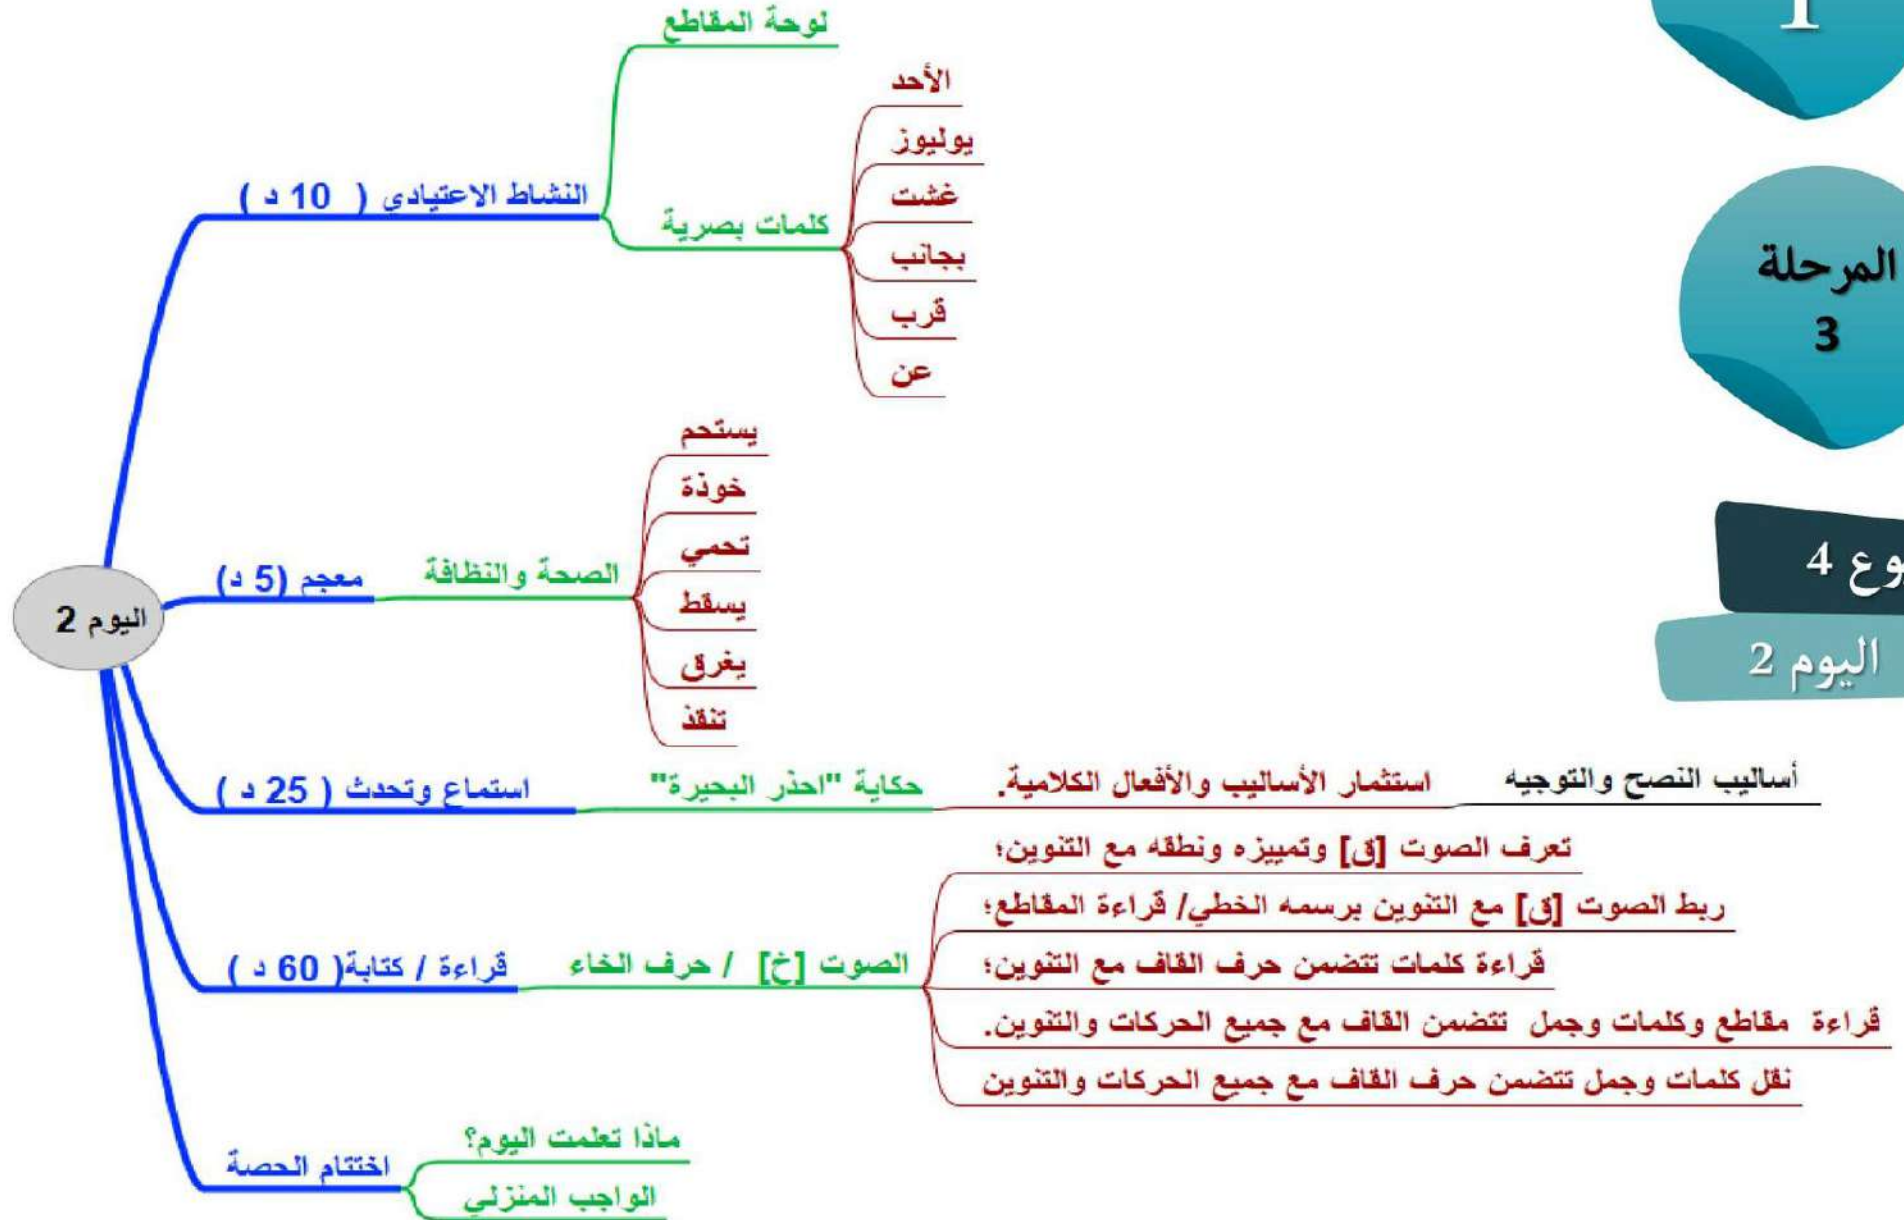 1
المرحلة
3
وع 4
اليوم 2
اليوم 2
النشاط الاعتيادي ( 10 د )
لوحة المقاطع
كلمات بصرية
الأحد
يوليوز
غشت
بجانب
قرب
عن
معجم (5 د)
الصحة والنظافة
يستحم
خوذة
تحمي
يسقط
يغرق
تنقذ
استماع وتحدث ( 25 د )
حكاية "احذر البحيرة"
استثمار الأساليب والأفعال الكلامية.
أساليب النصح والتوجيه
قراءة / كتابة( 60 د )
الصوت [خ] / حرف الخاء
تعرف الصوت [ق] وتمييزه ونطقه مع التنوين؛
ربط الصوت [ق] مع التنوين برسمه الخطي/ قراءة المقاطع؛
قراءة كلمات تتضمن حرف القاف مع التنوين؛
قراءة مقاطع وكلمات وجمل تتضمن القاف مع جميع الحركات والتنوين.
نقل كلمات وجمل تتضمن حرف القاف مع جميع الحركات والتنوين
اختتام الحصة
ماذا تعلمت اليوم؟
الواجب المنزلي